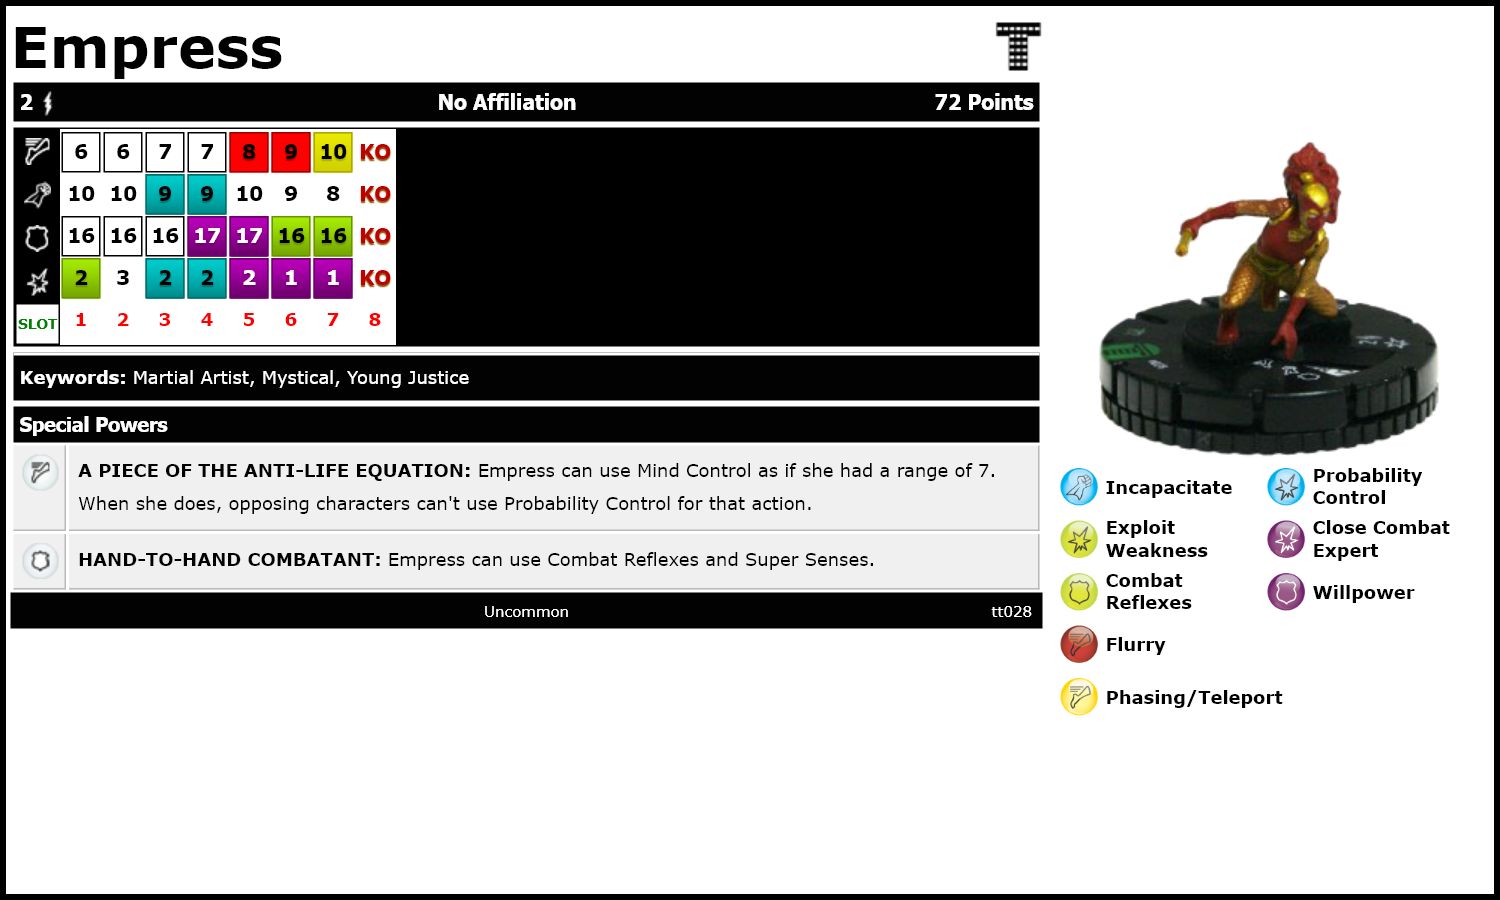 Empress
T
2 No Affiliation 72 Points
6 6 7 7 8 9 10 KO
10 10 9 9 10 9 8 KO
16 16 16 17 17 16 16 KO
2 3 2 2 2 1 1 KO
SLOT 1 2 3 4 5 6 7 8
Keywords: Martial Artist, Mystical, Young Justice
Special Powers
A PIECE OF THE ANTI-LIFE EQUATION: Empress can use Mind Control as if she had a range of 7.
When she does, opposing characters can't use Probability Control for that action.
HAND-TO-HAND COMBATANT: Empress can use Combat Reflexes and Super Senses.
Uncommon tt028
Incapacitate
Probability
Control
Exploit
Weakness
Close Combat
Expert
Combat
Reflexes
Willpower
Flurry
Phasing/Teleport